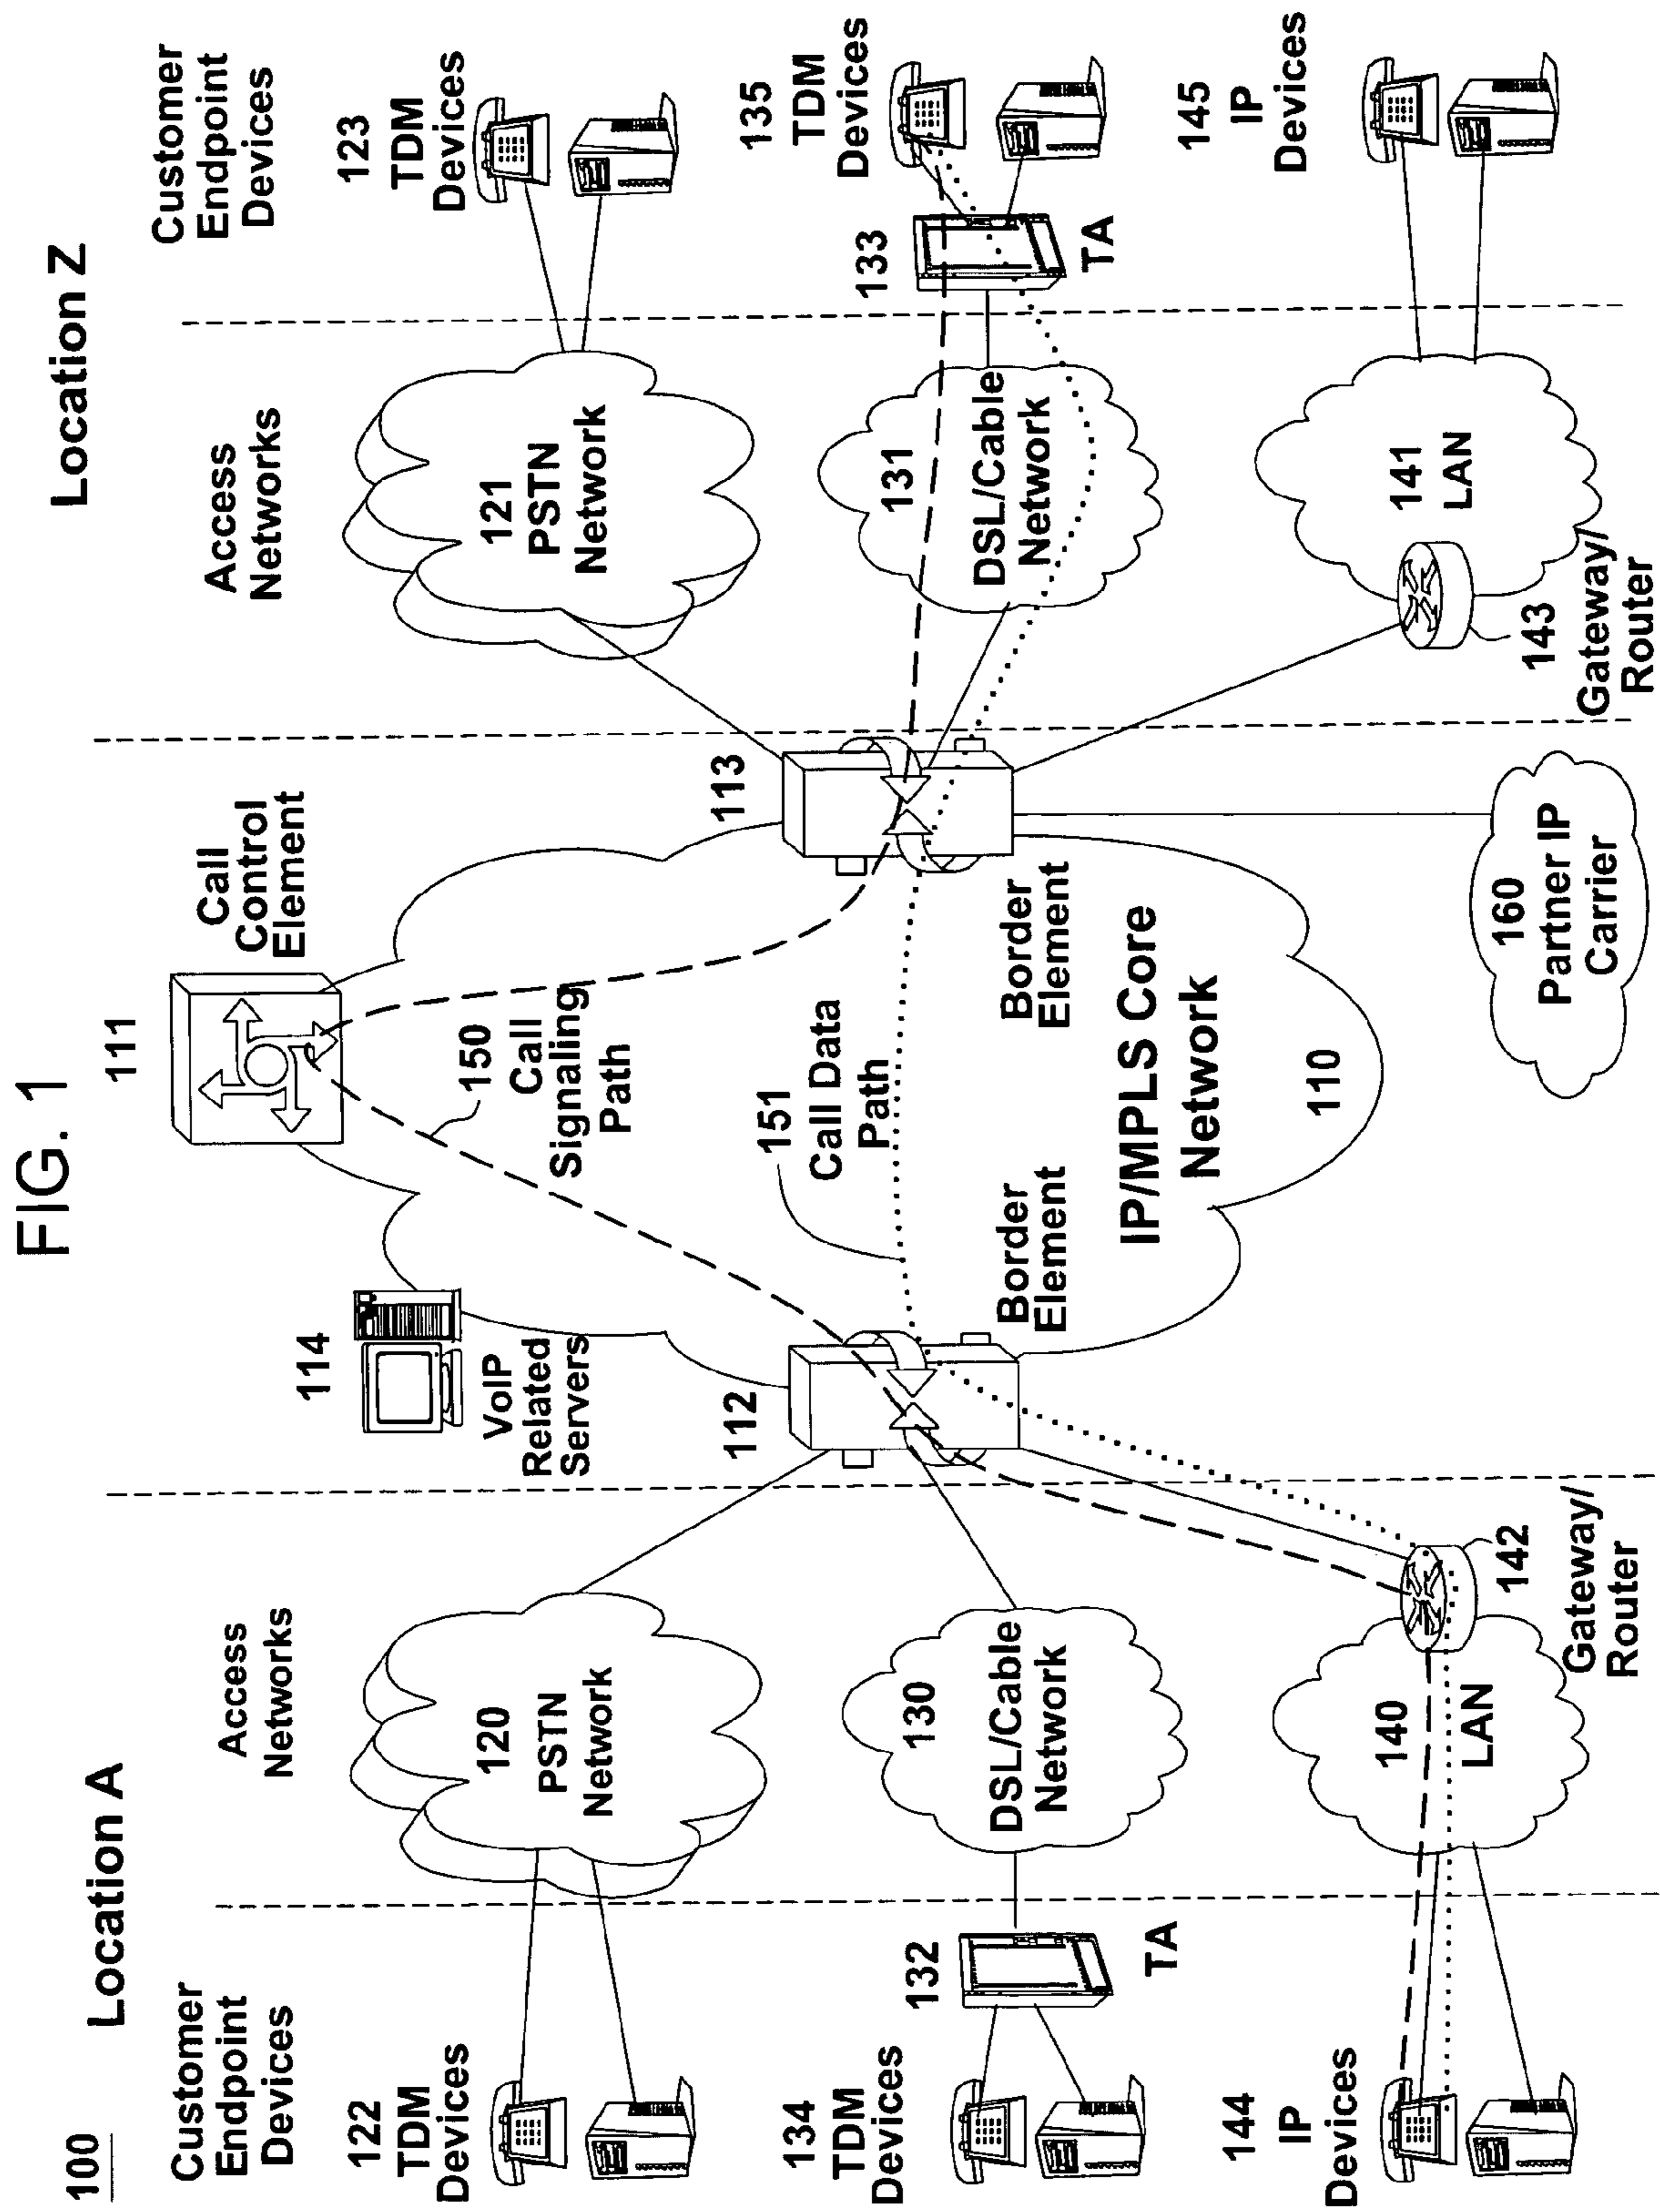 FIG. 1
100
Location A
Location Z
Customer
Endpoint
Devices
Access
Networks
114
VoIP
Related
Servers
111
Call
Control
Element
Access
Networks
Customer
Endpoint
Devices
122
TDM
Devices
120
PSTN
Network
150
Call
Signaling
Path
121
PSTN
Network
123
TDM
Devices
134
TDM
Devices
132
TA
130
DSL/Cable
Network
112
Border
Element
151
Call Data
Path
113
Border
Element
131
DSL/Cable
Network
133
TA
135
TDM
Devices
IP/MPLS Core
Network
110
144
IP
Devices
140
LAN
142
Gateway/
Router
160
Partner IP
Carrier
143
Gateway/
Router
141
LAN
145
IP
Devices